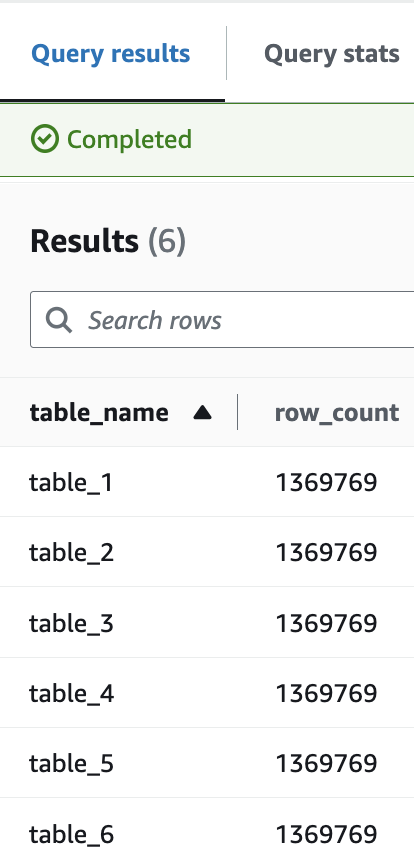 Query results Query stats
Completed
Results (6)
Search rows
table_name row_count
table_1 1369769
table_2 1369769
table_3 1369769
table_4 1369769
table_5 1369769
table_6 1369769